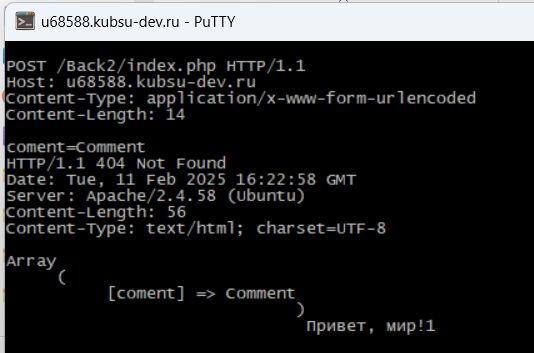 u68588.kubsu-dev.ru - PuTTY
POST /Back2/index.php HTTP/1.1
Host: u68588.kubsu-dev.ru
Content-Type: application/x-www-form-urlencoded
Content-Length: 14
coment=Comment
HTTP/1.1 404 Not Found
Date: Tue, 11 Feb 2025 16:22:58 GMT
Server: Apache/2.4.58 (Ubuntu)
Content-Length: 56
Content-Type: text/html; charset=UTF-8
Array
(
[coment] => Comment
)
Привет, мир!1